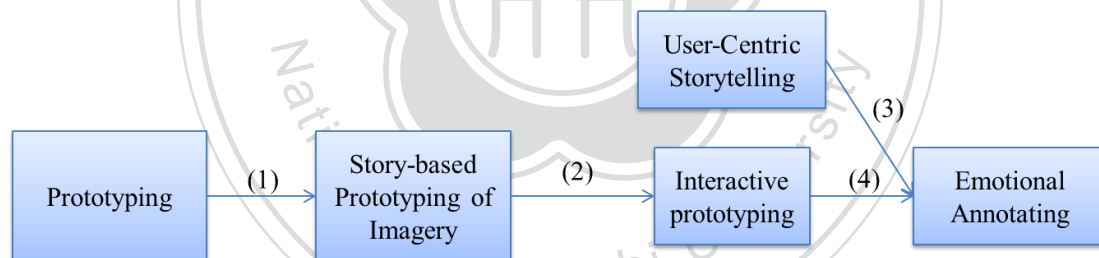 User-Centric
Storytelling
(3)
Prototyping
(1)
Story-based
Prototyping of
Imagery
(2)
Interactive
prototyping
(4)
Emotional
Annotating